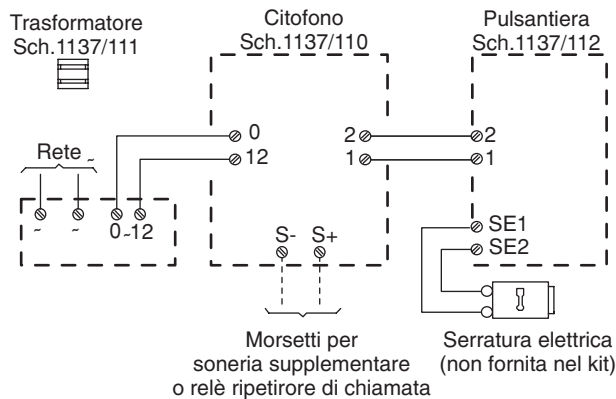 Trasformatore
Sch.1137/111
Citofono
Sch.1137/110
Pulsantiera
Sch.1137/112
Rete ~
0
12
2
1
2
1
~ ~ 0~12
S- S+
SE1
SE2
Morsetti per
soneria supplementare
o relè ripetirore di chiamata
Serratura elettrica
(non fornita nel kit)